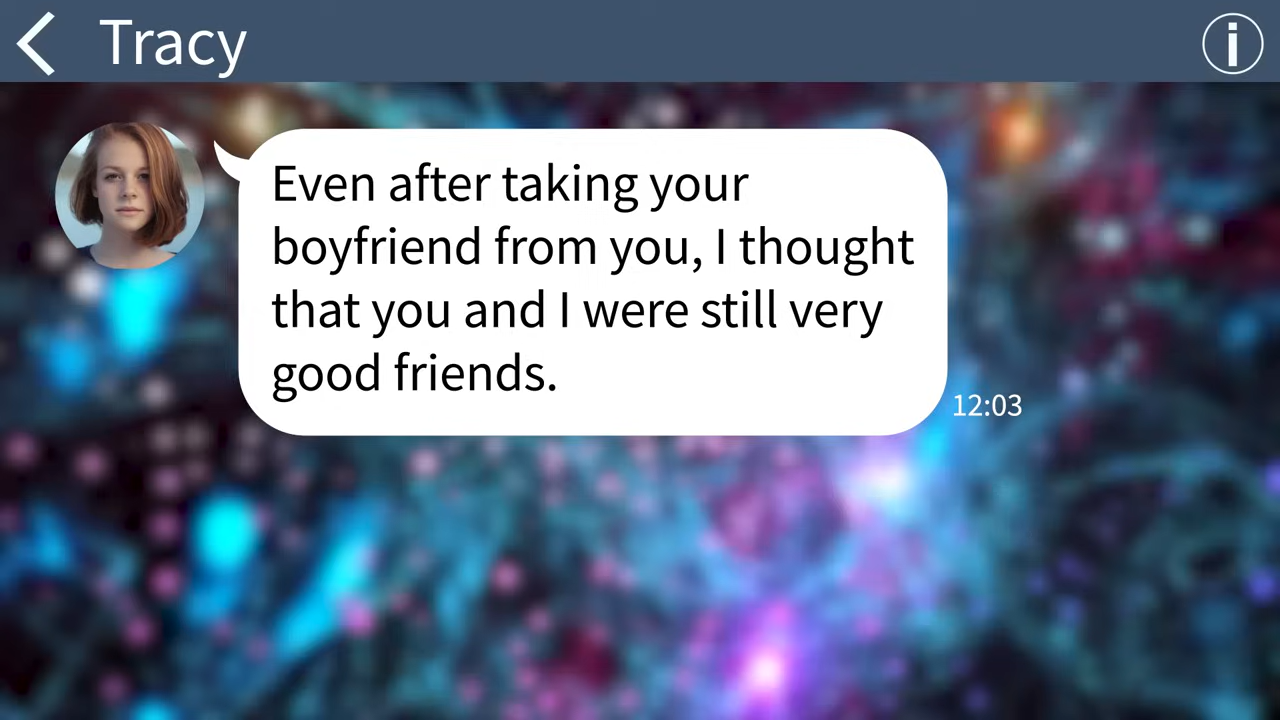 Tracy
Even after taking your
boyfriend from you, I thought
that you and I were still very
good friends.
12:03